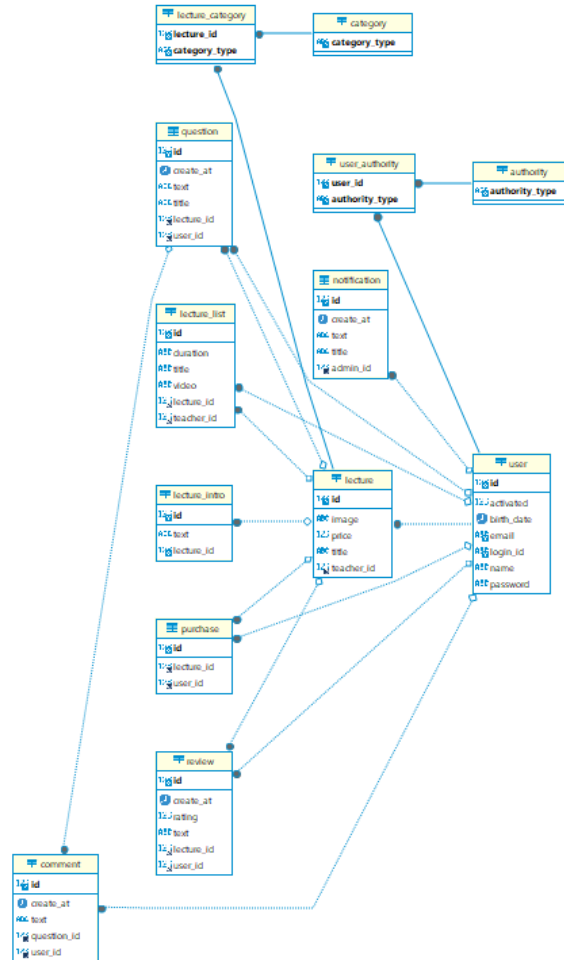 lecture_category
lecture_id
category_type
category
category_type
question
id
create_at
text
title
lecture_id
user_id
user_authority
user_id
authority_type
authority
authority_type
notification
id
create_at
text
title
admin_id
lecture_list
id
duration
title
video
lecture_id
teacher_id
lecture
id
image
price
title
teacher_id
user
id
activated
birth_date
email
login_id
name
password
lecture_intro
id
text
lecture_id
purchase
id
lecture_id
user_id
review
id
create_at
rating
text
lecture_id
user_id
comment
id
create_at
text
question_id
user_id